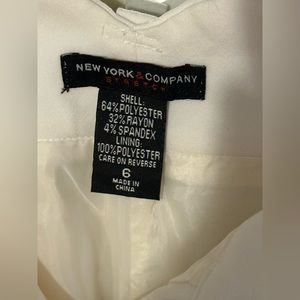 NEW YORK & COMPANY
STRETCH
SHELL:
64%POLYESTER
32%RAYON
4%SPANDEX
LINING:
100%POLYESTER
CARE ON REVERSE
6
MADE IN
CHINA